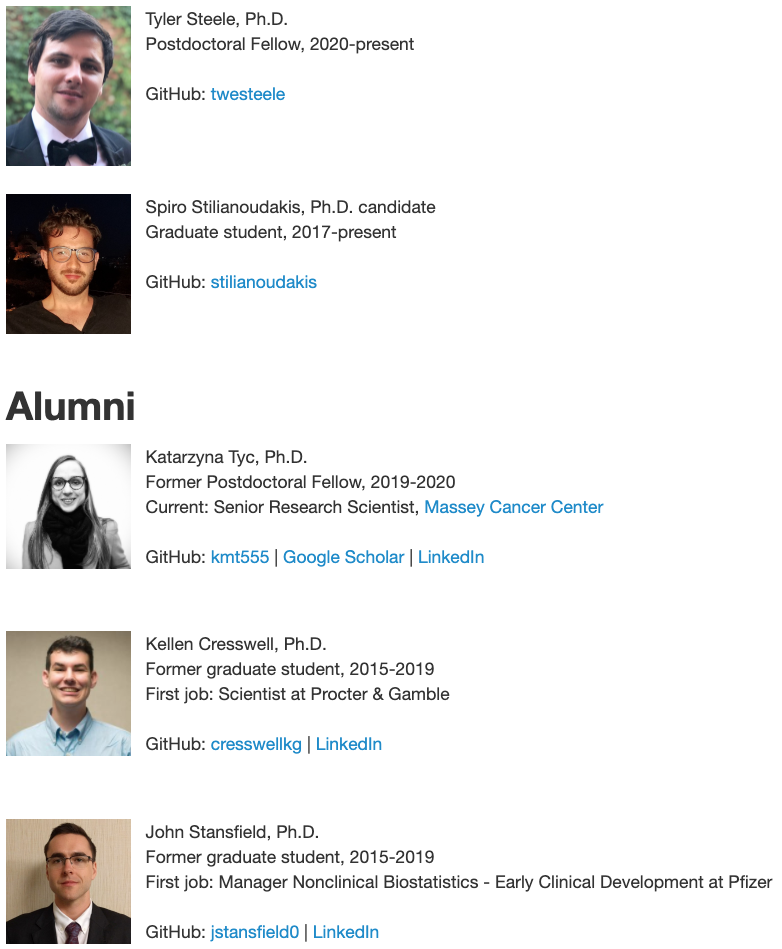 Tyler Steele, Ph.D.
Postdoctoral Fellow, 2020-present
GitHub: twesteele
Spiro Stilianoudakis, Ph.D. candidate
Graduate student, 2017-present
GitHub: stilianoudakis
Alumni
Katarzyna Tyc, Ph.D.
Former Postdoctoral Fellow, 2019-2020
Current: Senior Research Scientist, Massey Cancer Center
GitHub: kmt555 | Google Scholar | LinkedIn
Kellen Cresswell, Ph.D.
Former graduate student, 2015-2019
First job: Scientist at Procter & Gamble
GitHub: cresswellkg | LinkedIn
John Stansfield, Ph.D.
Former graduate student, 2015-2019
First job: Manager Nonclinical Biostatistics - Early Clinical Development at Pfizer
GitHub: jstansfield0 | LinkedIn